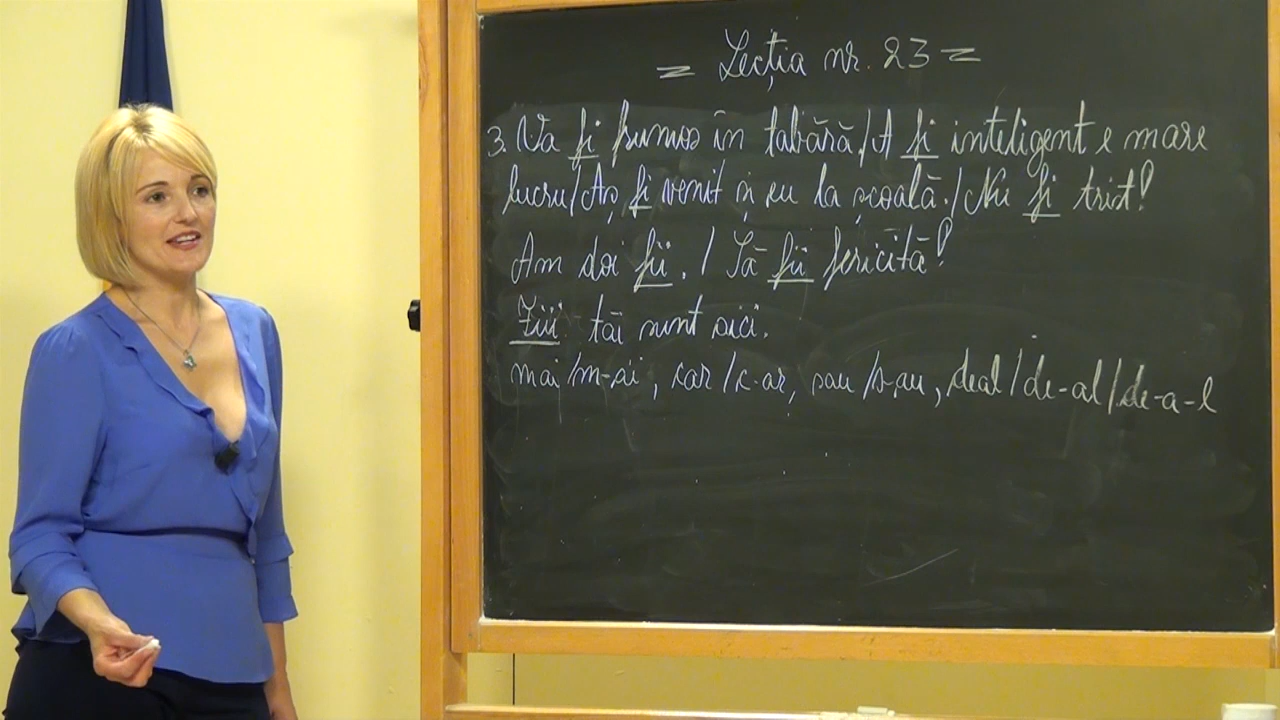 = Lecția nr. 23 =
3. Va fi frumos în tabără/A fi inteligent e mare
lucru/Aș fi venit și eu la școală./Nu fi trist!
Am doi fii. / Să fii fericită!
Fiii tăi sunt aici.
mai/m-ai, car/c-ar, sau/s-au, deal/de-al/de-a-l